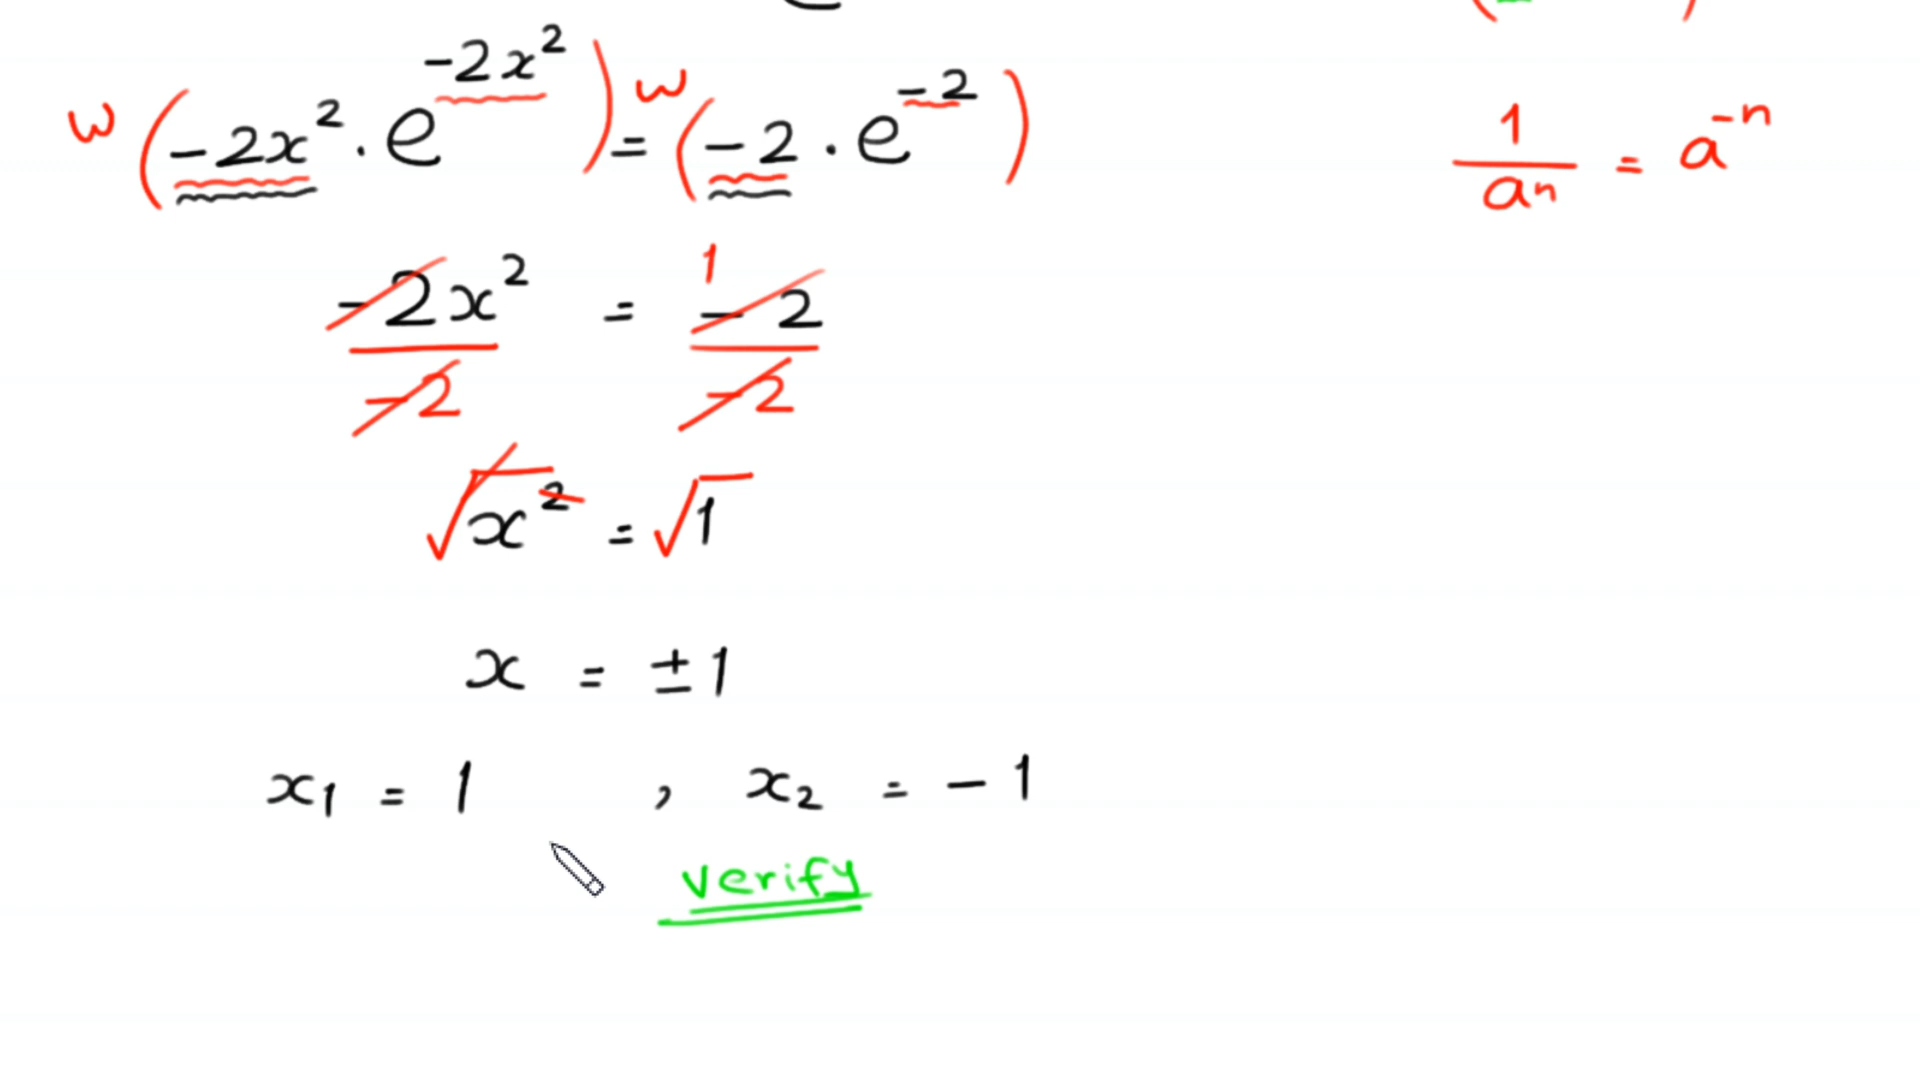 W(-2x² · e^(-2x²)) = W(-2 · e^(-2))
1/aⁿ = a⁻ⁿ
-2x²/-2 = -2/-2 1
√x² = √1
x = ±1
x₁ = 1 , x₂ = -1
verify